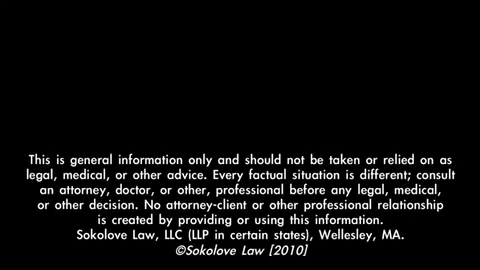 This is general information only and should not be taken or relied on as
legal, medical, or other advice. Every factual situation is different; consult
an attorney, doctor, or other, professional before any legal, medical,
or other decision. No attorney-client or other professional relationship
is created by providing or using this information.
Sokolove Law, LLC (LLP in certain states), Wellesley, MA.
©Sokolove Law [2010]